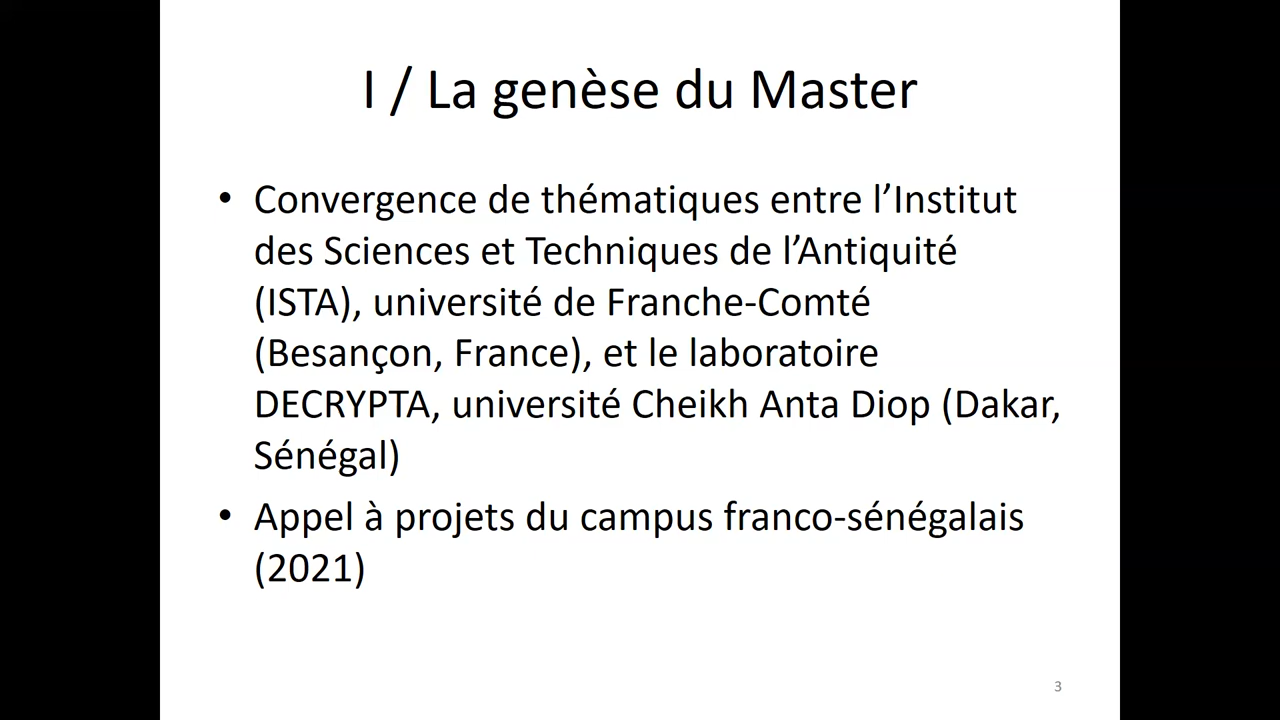 I / La genèse du Master
• Convergence de thématiques entre l’Institut
des Sciences et Techniques de l’Antiquité
(ISTA), université de Franche-Comté
(Besançon, France), et le laboratoire
DECRYPTA, université Cheikh Anta Diop (Dakar,
Sénégal)
• Appel à projets du campus franco-sénégalais
(2021)
3